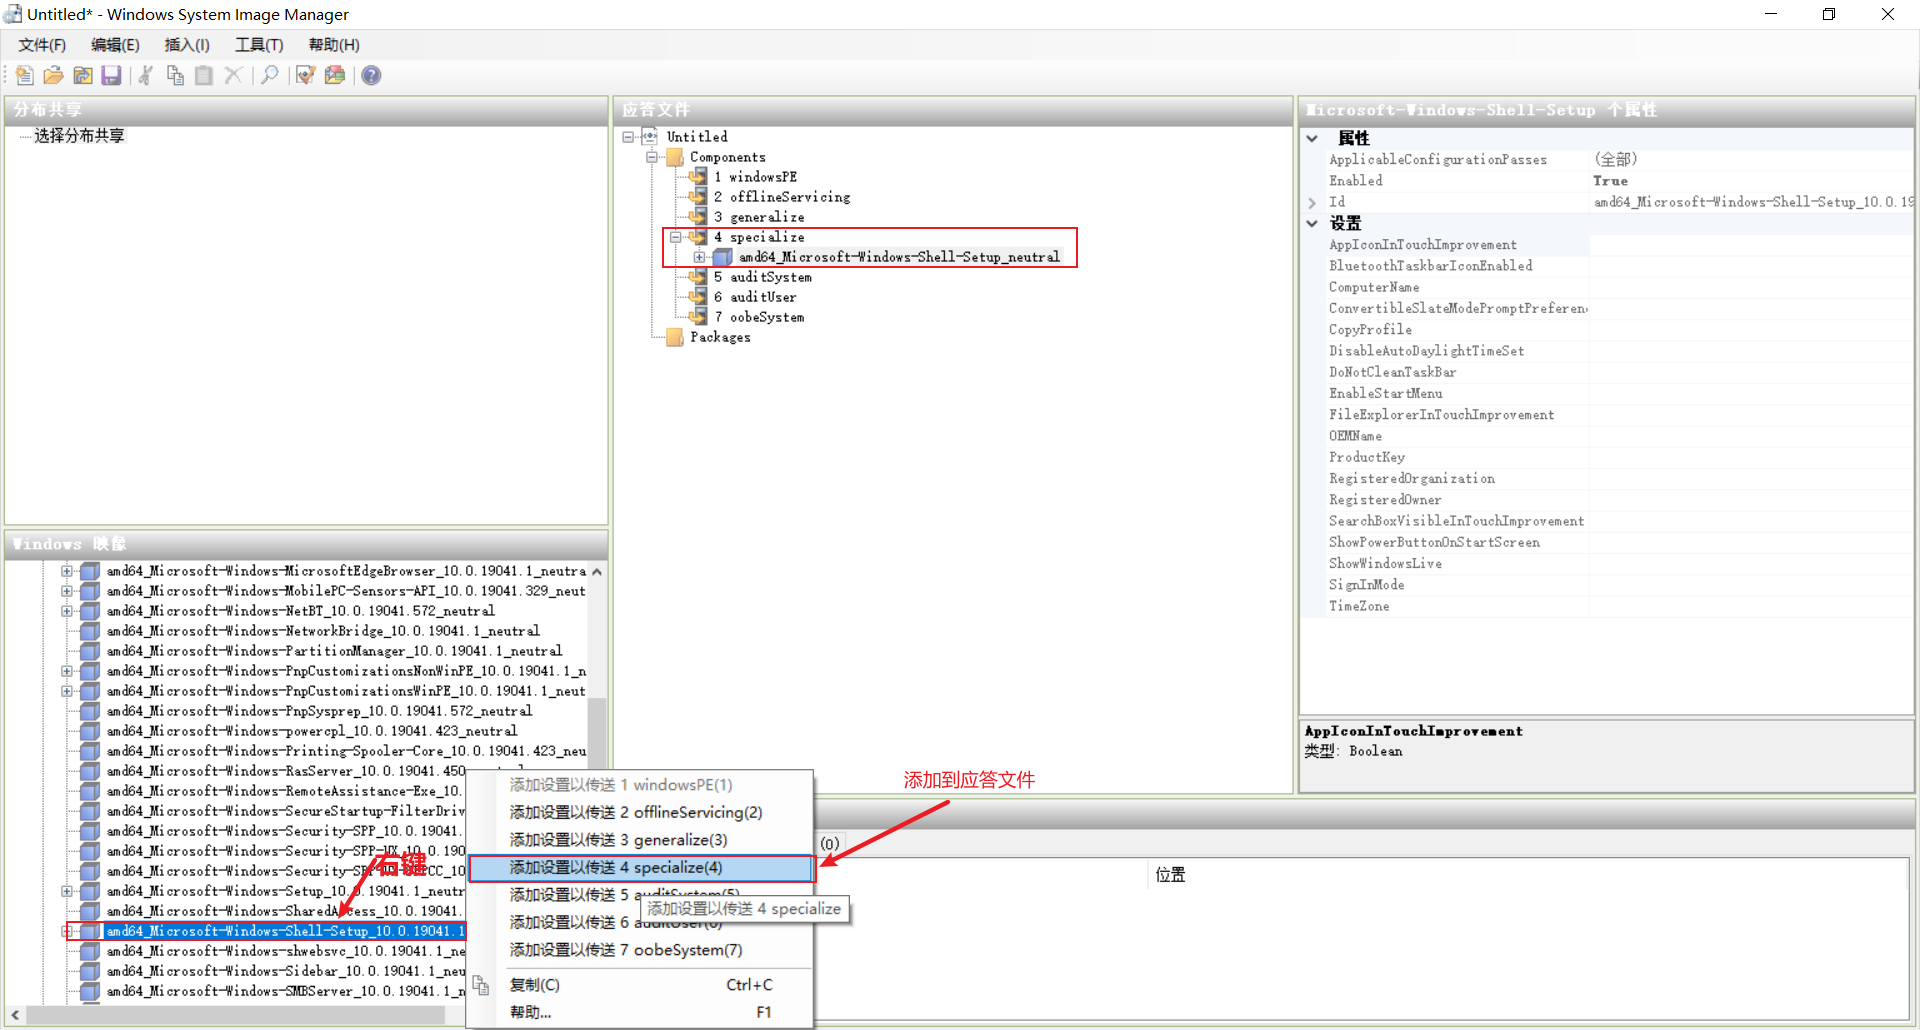 Untitled* - Windows System Image Manager
文件(F) 编辑(E) 插入(I) 工具(T) 帮助(H)
分布共享
选择分布共享
应答文件
Untitled
Components
1 windowsPE
2 offlineServicing
3 generalize
4 specialize
amd64_Microsoft-Windows-Shell-Setup_neutral
5 auditSystem
6 auditUser
7 oobeSystem
Packages
Microsoft-Windows-Shell-Setup 个属性
属性
ApplicableConfigurationPasses (全部)
Enabled True
Id amd64_Microsoft-Windows-Shell-Setup_10.0.19
设置
AppIconInTouchImprovement
BluetoothTaskbarIconEnabled
ComputerName
ConvertibleSlateModePromptPreferen
CopyProfile
DisableAutoDaylightTimeSet
DoNotCleanTaskBar
EnableStartMenu
FileExplorerInTouchImprovement
OEMName
ProductKey
RegisteredOrganization
RegisteredOwner
SearchBoxVisibleInTouchImprovement
ShowPowerButtonOnStartScreen
ShowWindowsLive
SignInMode
TimeZone
AppIconInTouchImprovement
类型: Boolean
Windows 映像
amd64_Microsoft-Windows-MicrosoftEdgeBrowser_10.0.19041.1_neutra
amd64_Microsoft-Windows-MobilePC-Sensors-API_10.0.19041.329_neut
amd64_Microsoft-Windows-NetBT_10.0.19041.572_neutral
amd64_Microsoft-Windows-NetworkBridge_10.0.19041.1_neutral
amd64_Microsoft-Windows-PartitionManager_10.0.19041.1_neutral
amd64_Microsoft-Windows-PnpCustomizationsNonWinPE_10.0.19041.1_n
amd64_Microsoft-Windows-PnpCustomizationsWinPE_10.0.19041.1_neut
amd64_Microsoft-Windows-PnpSysprep_10.0.19041.572_neutral
amd64_Microsoft-Windows-powercpl_10.0.19041.423_neutral
amd64_Microsoft-Windows-Printing-Spooler-Core_10.0.19041.423_neu
amd64_Microsoft-Windows-RasServer_10.0.19041.450_neutral
amd64_Microsoft-Windows-RemoteAssistance-Exe_10.0.
amd64_Microsoft-Windows-SecureStartup-FilterDriv
amd64_Microsoft-Windows-Security-SPP_10.0.19041.
amd64_Microsoft-Windows-Security-SPP-UX_10.0.190
amd64_Microsoft-Windows-Security-
amd64_Microsoft-Windows-Setup_10.0.19041.1_neutr
amd64_Microsoft-Windows-SharedAccess_10.0.19041.
amd64_Microsoft-Windows-Shell-Setup_10.0.19041.1
amd64_Microsoft-Windows-shwebsvc_10.0.19041.1_ne
amd64_Microsoft-Windows-Sidebar_10.0.19041.1_neu
amd64_Microsoft-Windows-SMBServer_10.0.19041.1_n
右键
添加设置以传送 1 windowsPE(1)
添加设置以传送 2 offlineServicing(2)
添加设置以传送 3 generalize(3)
添加设置以传送 4 specialize(4)
添加设置以传送 5 auditSystem(5)
添加设置以传送 4 specialize
添加设置以传送 6 auditUser(6)
添加设置以传送 7 oobeSystem(7)
复制(C) Ctrl+C
帮助... F1
添加到应答文件
(0)
位置